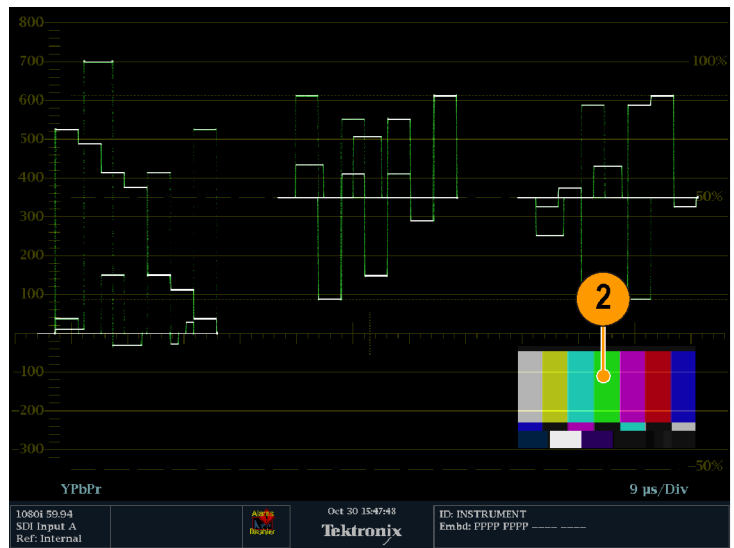 800
700
100%
600
500
400
300
50%
200
100
2
-100
-200
-300
-50%
YPbPr
9 µs/Div
1080i 59.94
SDI Input A
Ref: Internal
Alarms
Disabled
Oct 30 15:47:48
Tektronix
ID: INSTRUMENT
Embd: PPPP PPPP ---- ----